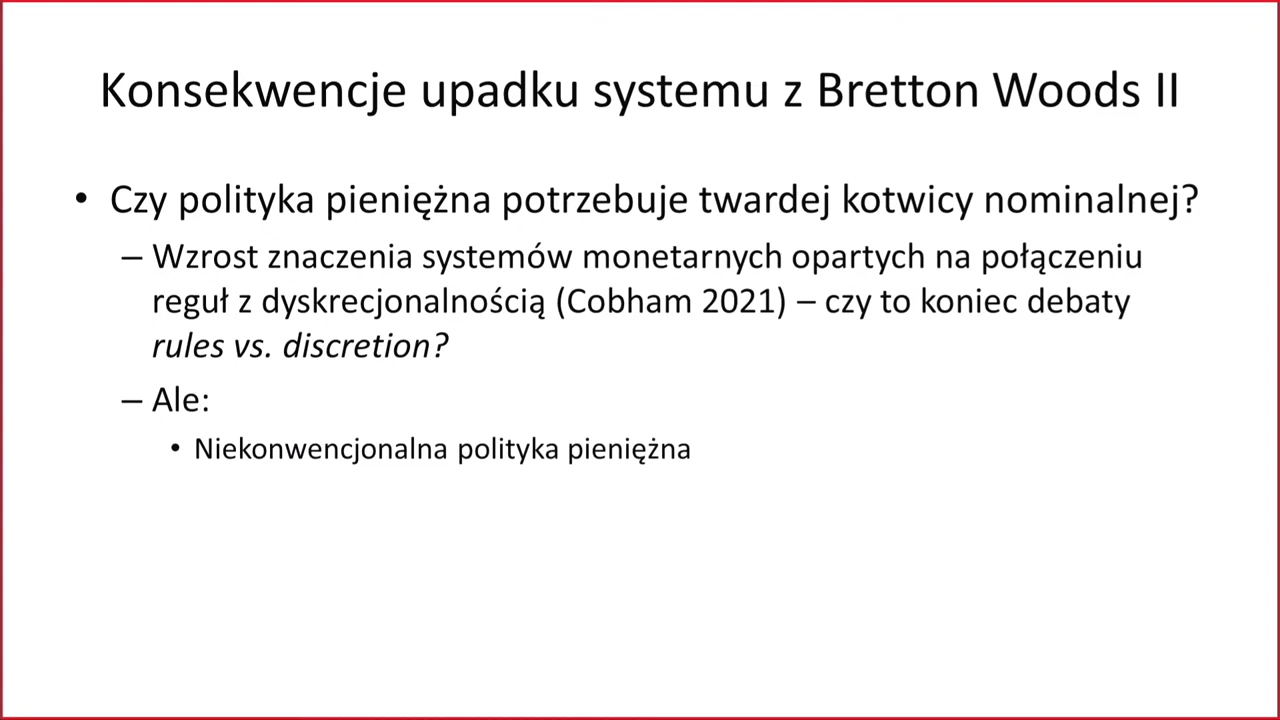 Konsekwencje upadku systemu z Bretton Woods II
• Czy polityka pieniężna potrzebuje twardej kotwicy nominalnej?
– Wzrost znaczenia systemów monetarnych opartych na połączeniu
reguł z dyskrecjonalnością (Cobham 2021) – czy to koniec debaty
rules vs. discretion?
– Ale:
• Niekonwencjonalna polityka pieniężna